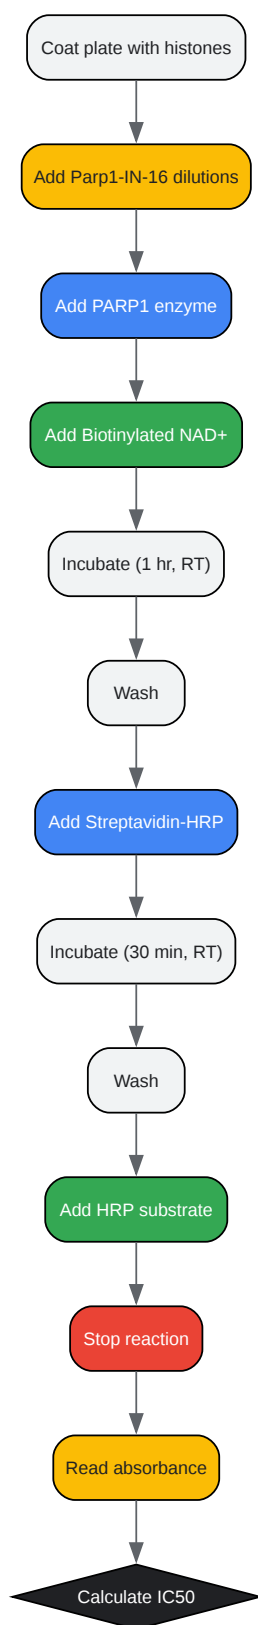 Coat plate with histones
Add Parp1-IN-16 dilutions
Add PARP1 enzyme
Add Biotinylated NAD+
Incubate (1 hr, RT)
Wash
Add Streptavidin-HRP
Incubate (30 min, RT)
Wash
Add HRP substrate
Stop reaction
Read absorbance
Calculate IC50